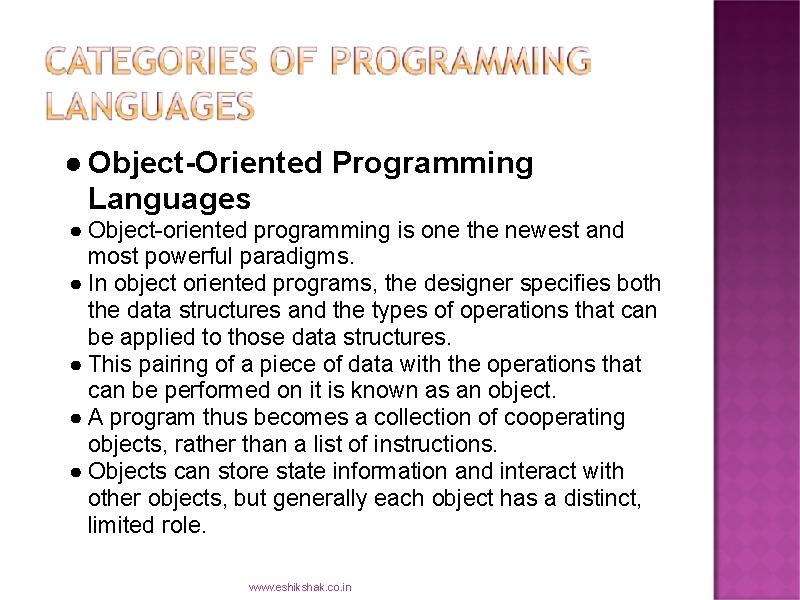 CATEGORIES OF PROGRAMMING
LANGUAGES
● Object-Oriented Programming
Languages
● Object-oriented programming is one the newest and
most powerful paradigms.
● In object oriented programs, the designer specifies both
the data structures and the types of operations that can
be applied to those data structures.
● This pairing of a piece of data with the operations that
can be performed on it is known as an object.
● A program thus becomes a collection of cooperating
objects, rather than a list of instructions.
● Objects can store state information and interact with
other objects, but generally each object has a distinct,
limited role.
www.eshikshak.co.in